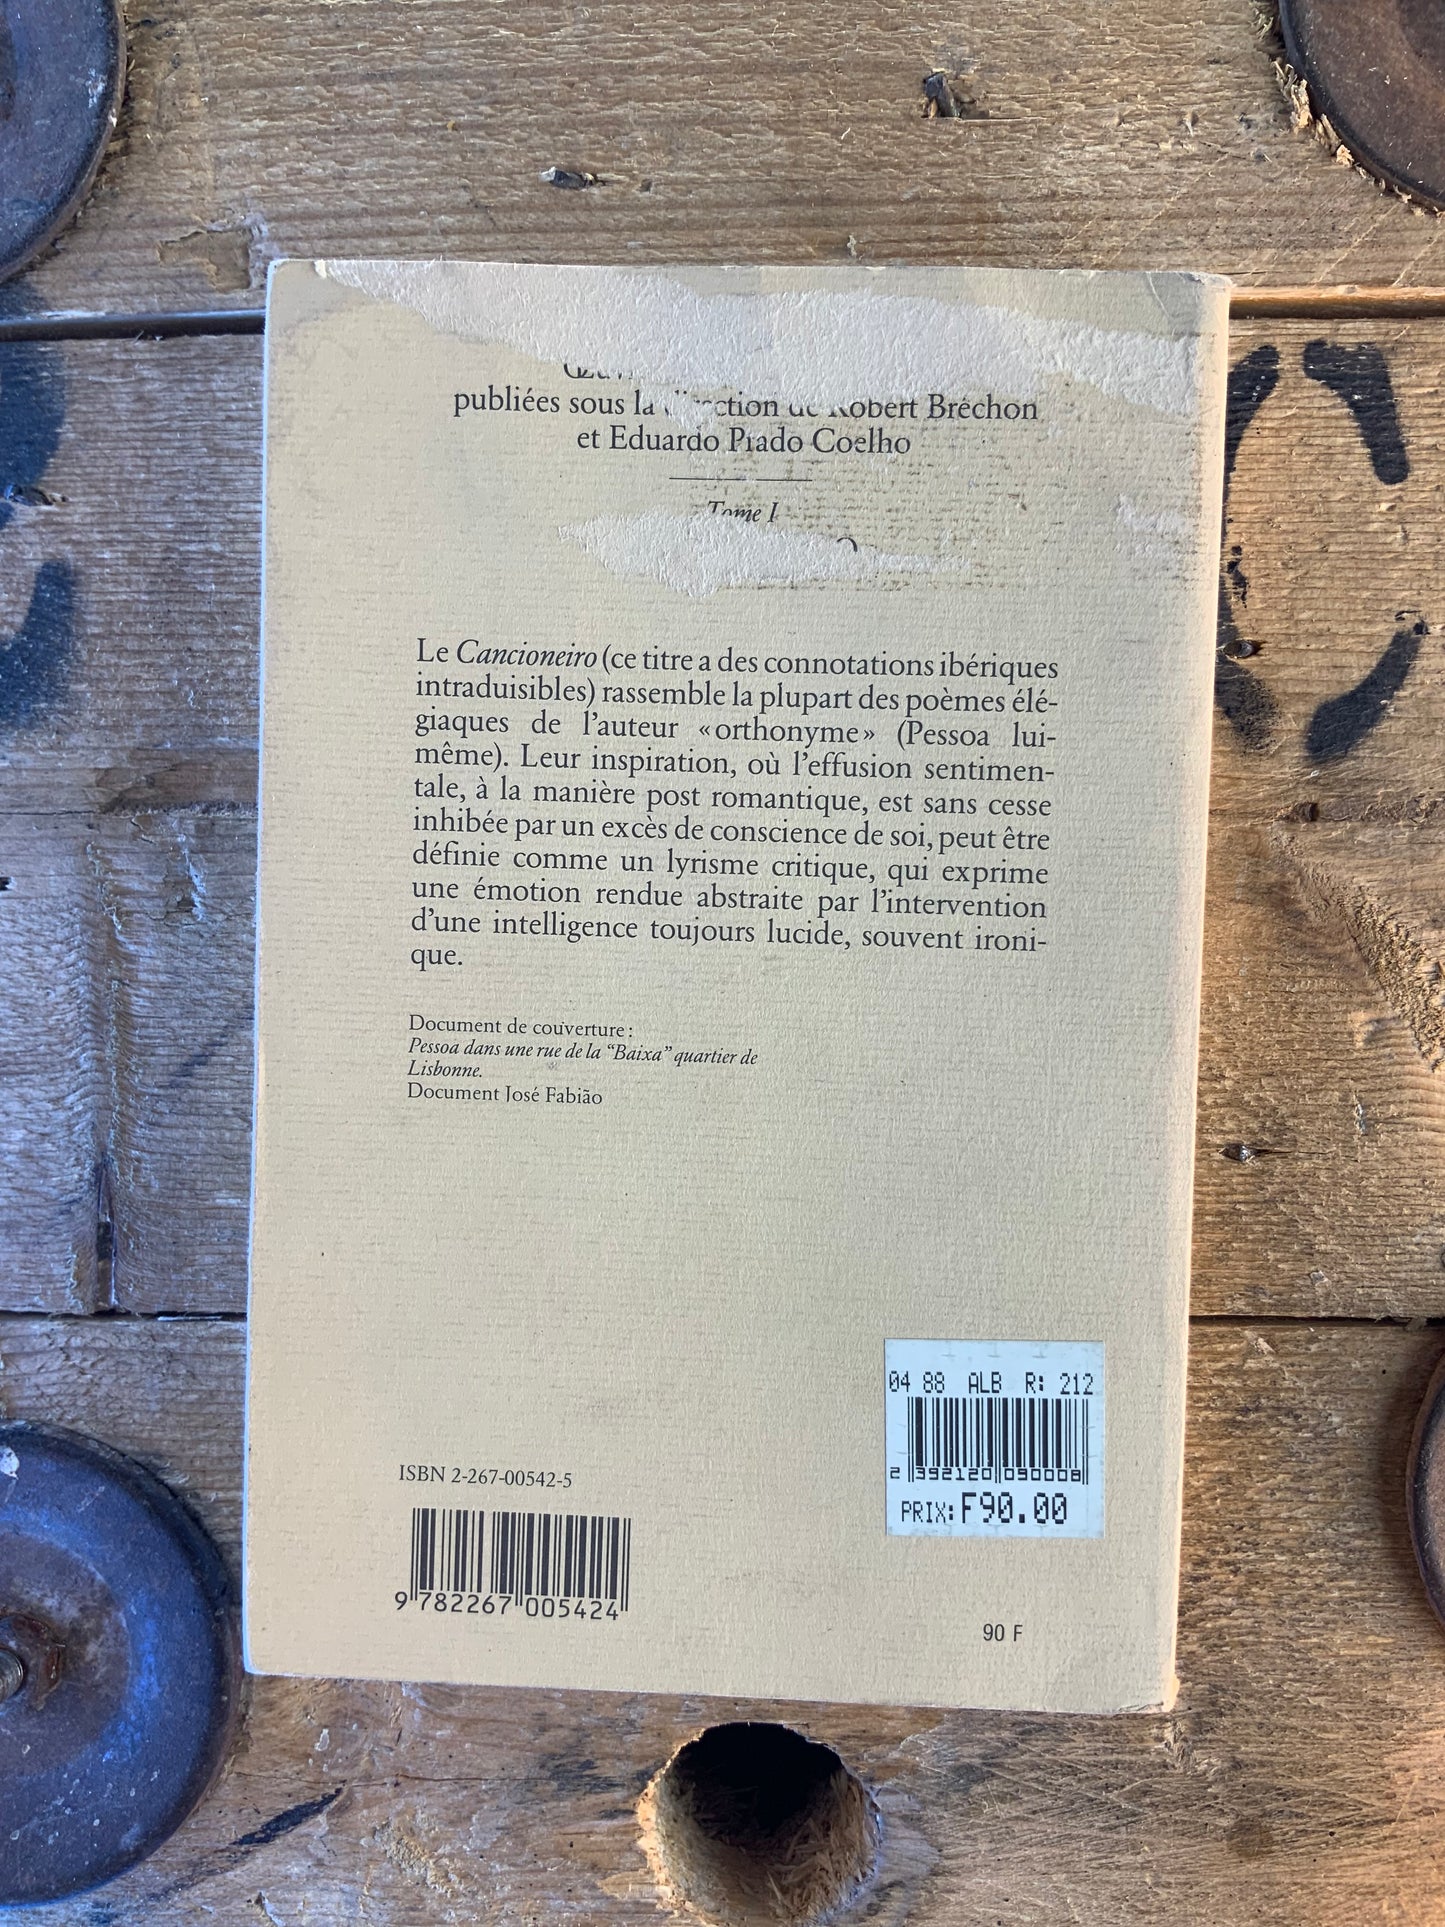 publiées sous la direction de Robert Bréchon
et Eduardo Prado Coelho
Tome I
Le Cancioneiro (ce titre a des connotations ibériques
intraduisibles) rassemble la plupart des poèmes élé-
giaques de l'auteur «orthonyme» (Pessoa lui-
même). Leur inspiration, où l'effusion sentimen-
tale, à la manière post romantique, est sans cesse
inhibée par un excès de conscience de soi, peut être
définie comme un lyrisme critique, qui exprime
une émotion rendue abstraite par l'intervention
d'une intelligence toujours lucide, souvent ironi-
que.
Document de couverture :
Pessoa dans une rue de la "Baixa" quartier de
Lisbonne.
Document José Fabião
04 88 ALB R: 212
2 392120 090008
PRIX: F90.00
ISBN 2-267-00542-5
9 782267 005424
90 F